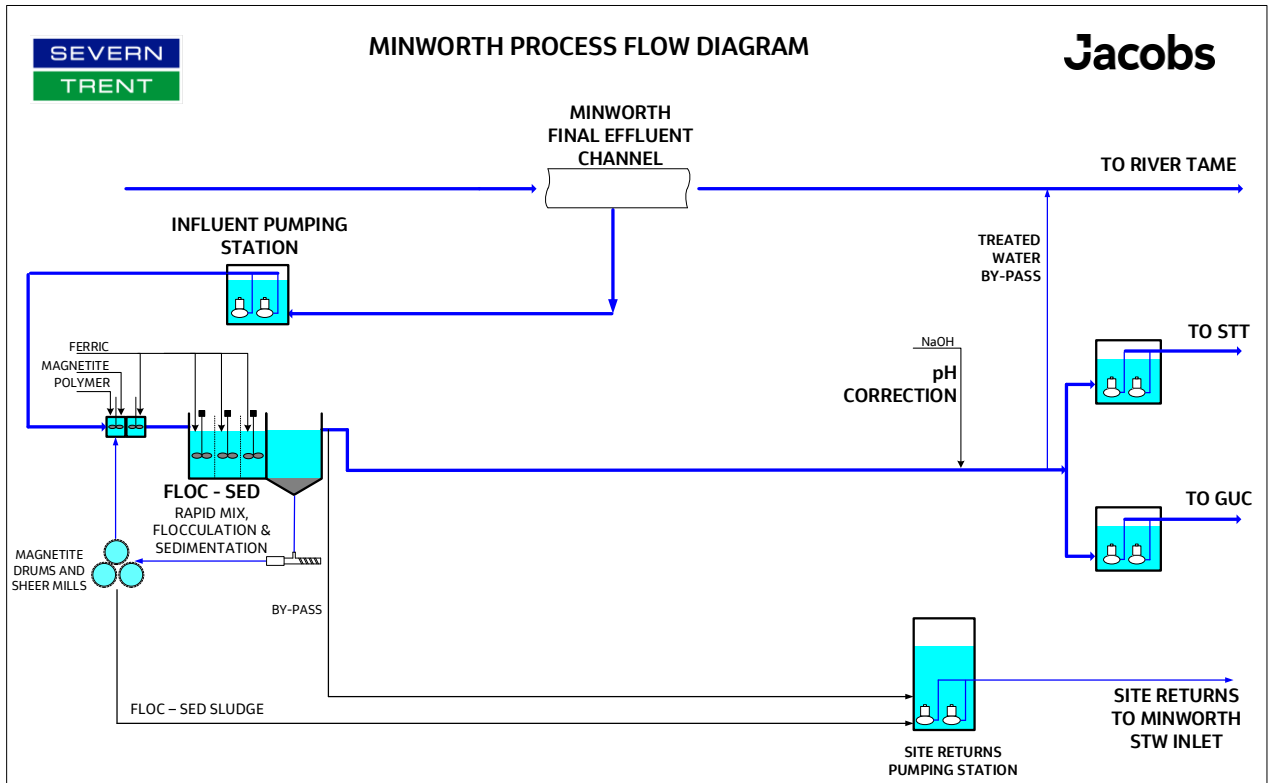 SEVERN
TRENT
MINWORTH PROCESS FLOW DIAGRAM
Jacobs
MINWORTH
FINAL EFFLUENT
CHANNEL
TO RIVER TAME
INFLUENT PUMPING
STATION
TREATED
WATER
BY-PASS
TO STT
FERRIC
MAGNETITE
POLYMER
NaOH
pH
CORRECTION
FLOC - SED
RAPID MIX,
FLOCCULATION &
SEDIMENTATION
TO GUC
MAGNETITE
DRUMS AND
SHEER MILLS
BY-PASS
FLOC – SED SLUDGE
SITE RETURNS
TO MINWORTH
STW INLET
SITE RETURNS
PUMPING STATION